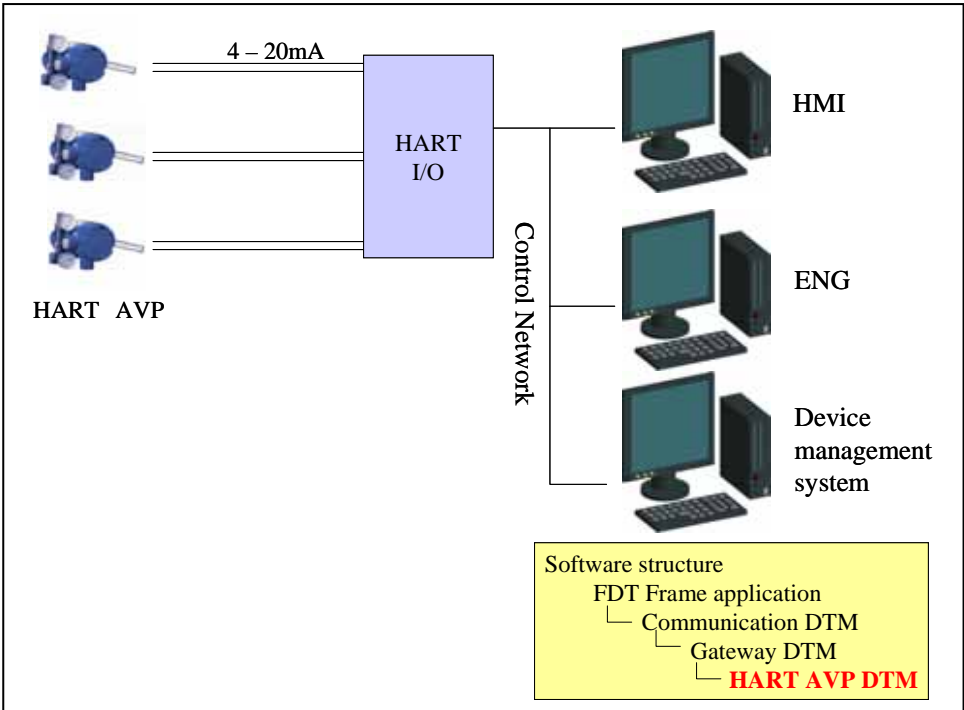 4 – 20mA
HART
I/O
HART AVP
Control Network
HMI
ENG
Device
management
system
Software structure
FDT Frame application
Communication DTM
Gateway DTM
HART AVP DTM